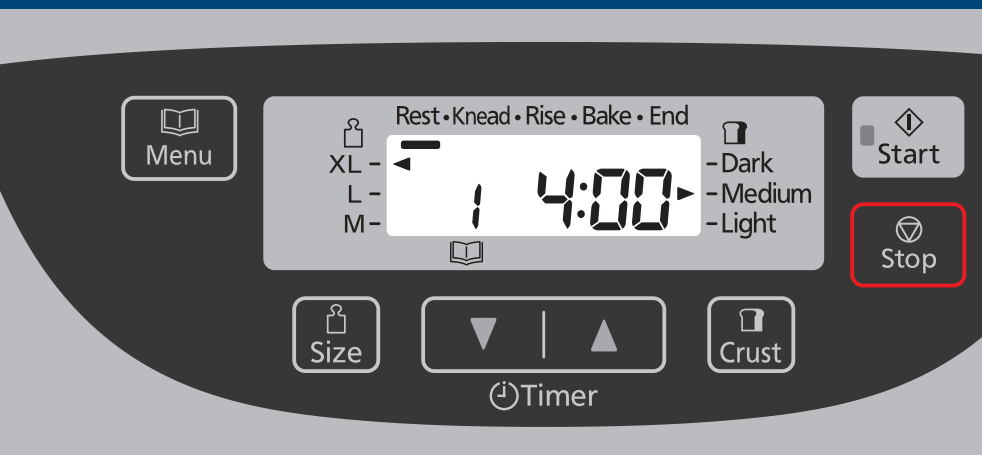 Menu
Rest • Knead • Rise • Bake • End
XL -
L -
M -
1
4:00
- Dark
- Medium
- Light
Start
Stop
Size
Timer
Crust